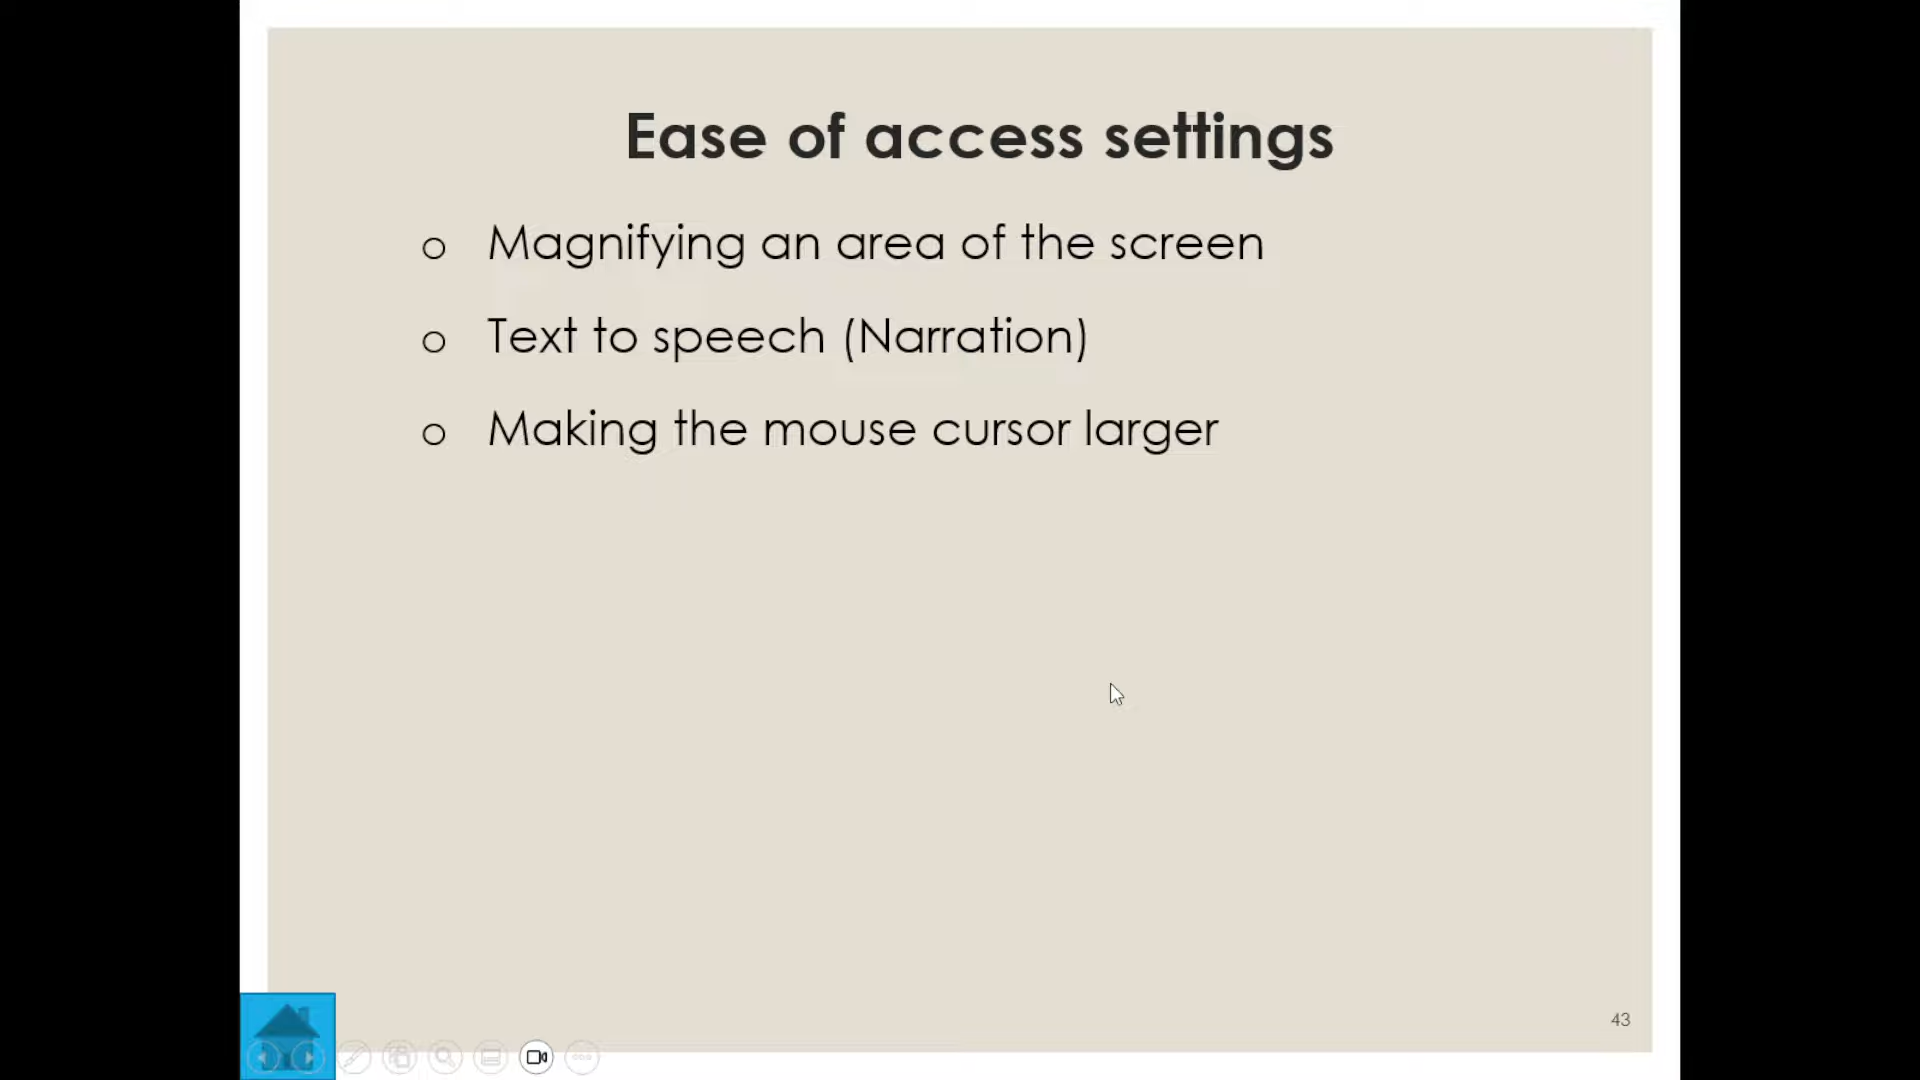 Ease of access settings
o Magnifying an area of the screen
o Text to speech (Narration)
o Making the mouse cursor larger
43